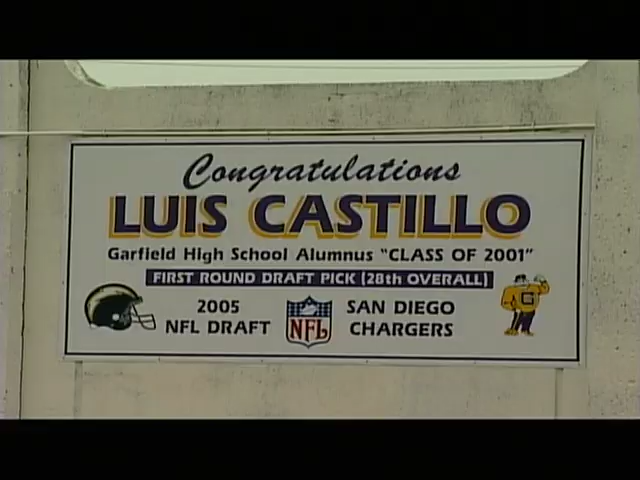 Congratulations
LUIS CASTILLO
Garfield High School Alumnus "CLASS OF 2001"
FIRST ROUND DRAFT PICK (28th OVERALL)
2005
NFL DRAFT
NFL
SAN DIEGO
CHARGERS
G